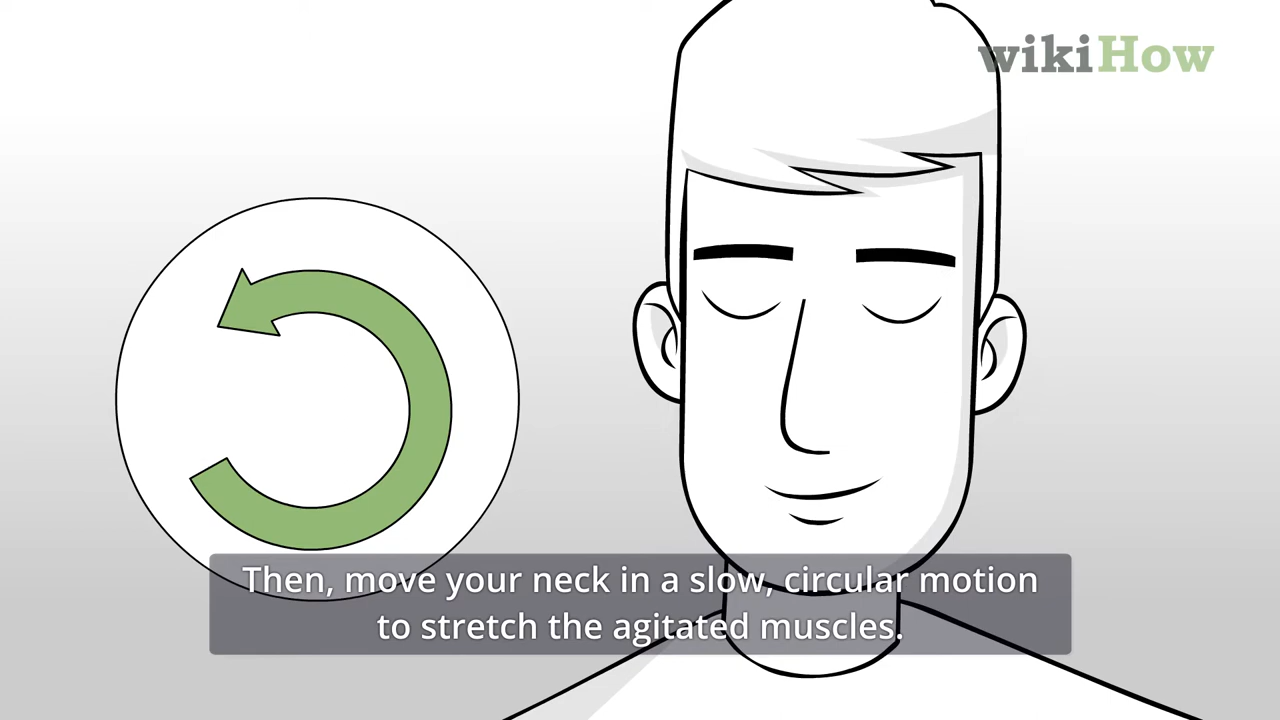 wikiHow
Then, move your neck in a slow, circular motion
to stretch the agitated muscles.